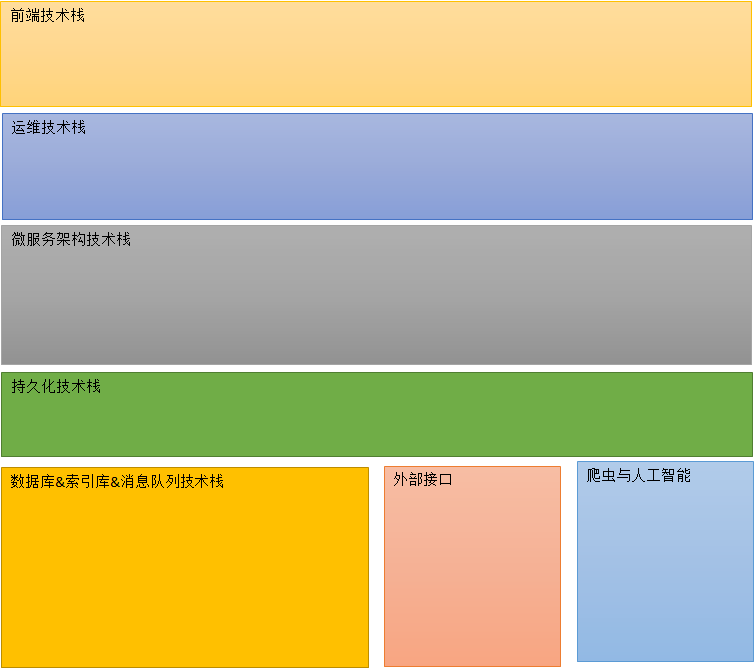 前端技术栈
运维技术栈
微服务架构技术栈
持久化技术栈
数据库&索引库&消息队列技术栈
外部接口
爬虫与人工智能